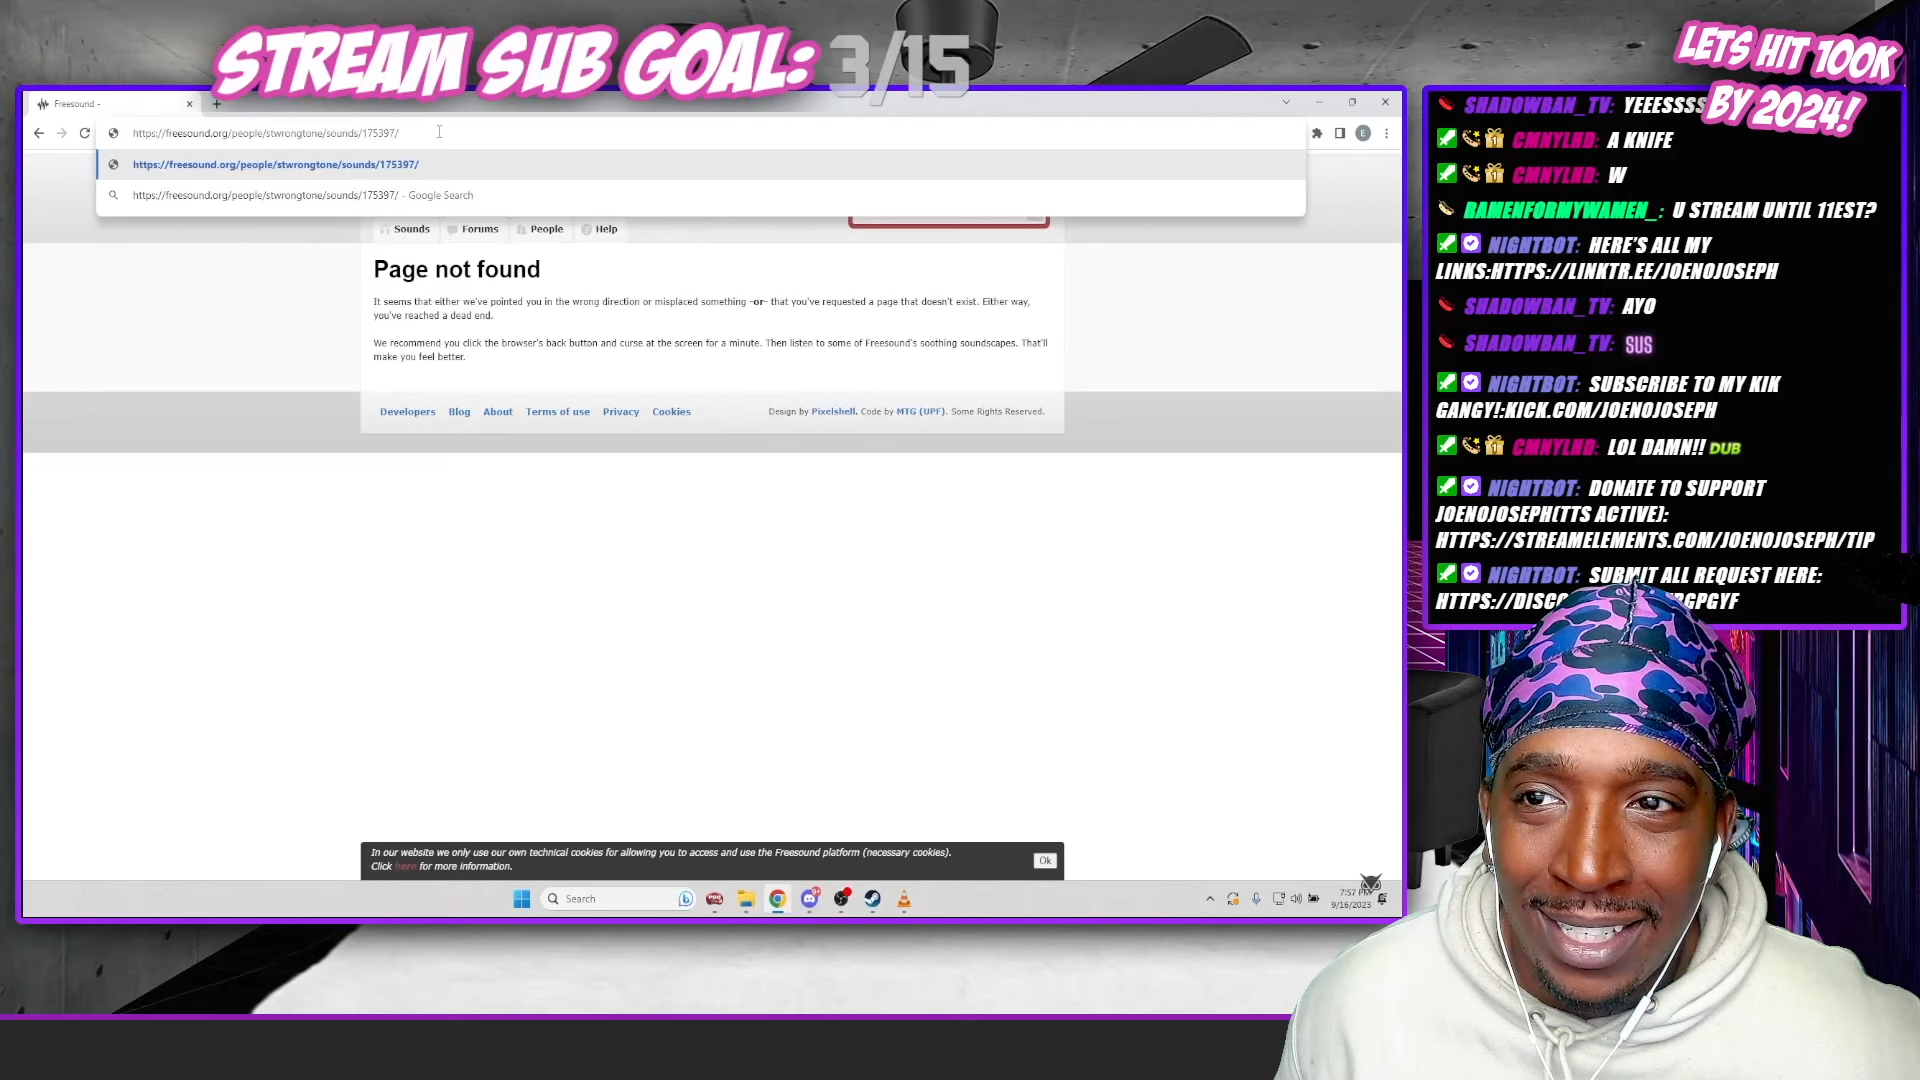 STREAM SUB GOAL: 3/15
LETS HIT 100K
BY 2024!
Freesound -
https://freesound.org/people/stwrongtone/sounds/175397/
E
https://freesound.org/people/stwrongtone/sounds/175397/
https://freesound.org/people/stwrongtone/sounds/175397/ - Google Search
Sounds Forums People Help
Page not found
It seems that either we've pointed you in the wrong direction or misplaced something -or- that you've requested a page that doesn't exist. Either way,
you've reached a dead end.
We recommend you click the browser's back button and curse at the screen for a minute. Then listen to some of Freesound's soothing soundscapes. That'll
make you feel better.
Developers Blog About Terms of use Privacy Cookies
Design by Pixelshell. Code by MTG (UPF). Some Rights Reserved.
In our website we only use our own technical cookies for allowing you to access and use the Freesound platform (necessary cookies).
Click here for more information.
Ok
Search
7:57 PM
9/16/2023
SHADOWBAN_TV: YEEESSSS
CMNYLHD: A KNIFE
CMNYLHD: W
RAMENFORMYWAMEN_: U STREAM UNTIL 11EST?
NIGHTBOT: HERE'S ALL MY
LINKS:HTTPS://LINKTR.EE/JOENOJOSEPH
SHADOWBAN_TV: AYO
SHADOWBAN_TV: SUS
NIGHTBOT: SUBSCRIBE TO MY KIK
GANGY!:KICK.COM/JOENOJOSEPH
CMNYLHD: LOL DAMN!! DUB
NIGHTBOT: DONATE TO SUPPORT
JOENOJOSEPH(TTS ACTIVE):
HTTPS://STREAMELEMENTS.COM/JOENOJOSEPH/TIP
NIGHTBOT: SUBMIT ALL REQUEST HERE: